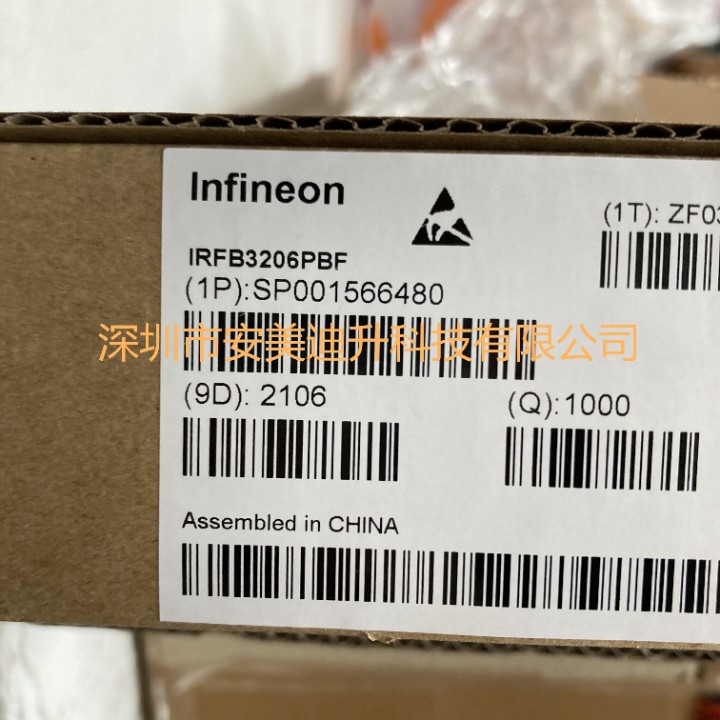 Infineon
(1T): ZF03
IRFB3206PBF
(1P):SP001566480
深圳市安美迪升科技有限公司
(9D): 2106
(Q):1000
Assembled in CHINA